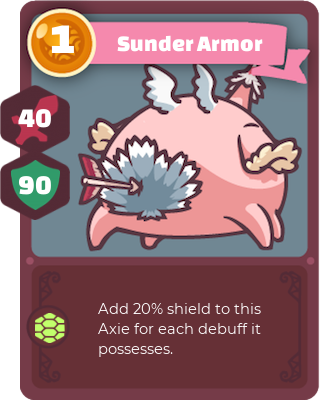 1
Sunder Armor
40
90
Add 20% shield to this
Axie for each debuff it
possesses.